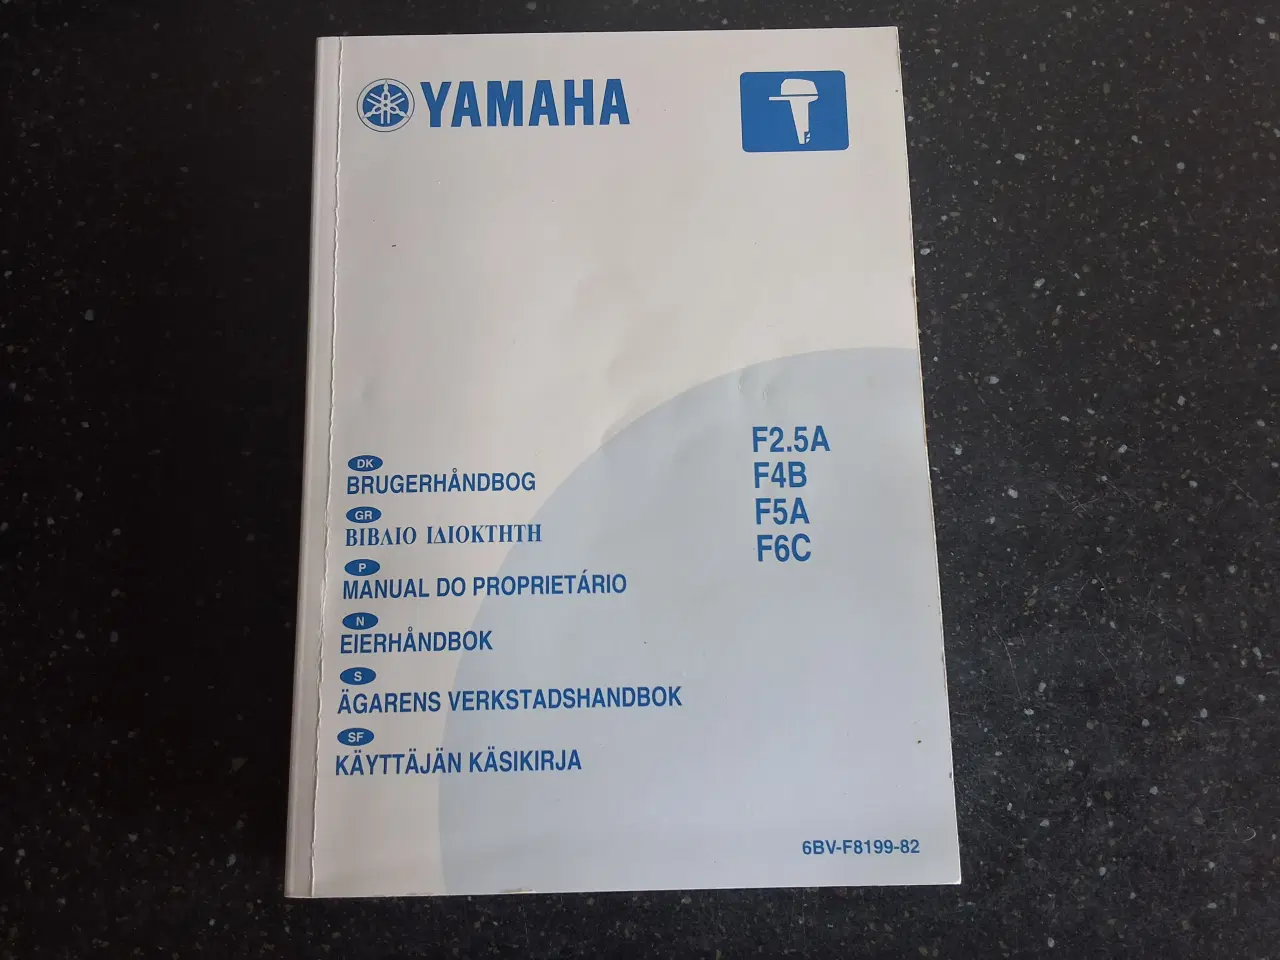 YAMAHA
F2.5A
F4B
F5A
F6C
DK
BRUGERHÅNDBOG
GR
ΒΙΒΛΙΟ ΙΔΙΟΚΤΗΤΗ
P
MANUAL DO PROPRIETÁRIO
N
EIERHÅNDBOK
S
ÄGARENS VERKSTADSHANDBOK
SF
KÄYTTÄJÄN KÄSIKIRJA
6BV-F8199-82